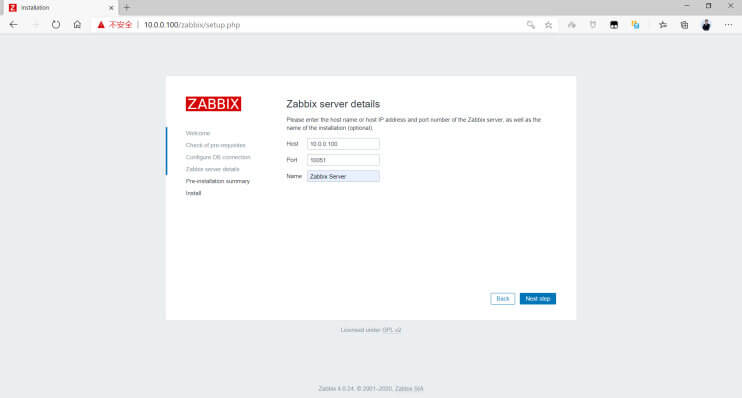 Installation
不安全 | 10.0.0.100/zabbix/setup.php
ZABBIX
Welcome
Check of pre-requisites
Configure DB connection
Zabbix server details
Pre-installation summary
Install
Zabbix server details
Please enter the host name or host IP address and port number of the Zabbix server, as well as the
name of the installation (optional).
Host 10.0.0.100
Port 10051
Name Zabbix Server
Back Next step
Licensed under GPL v2
Zabbix 4.0.24. © 2001–2020, Zabbix SIA